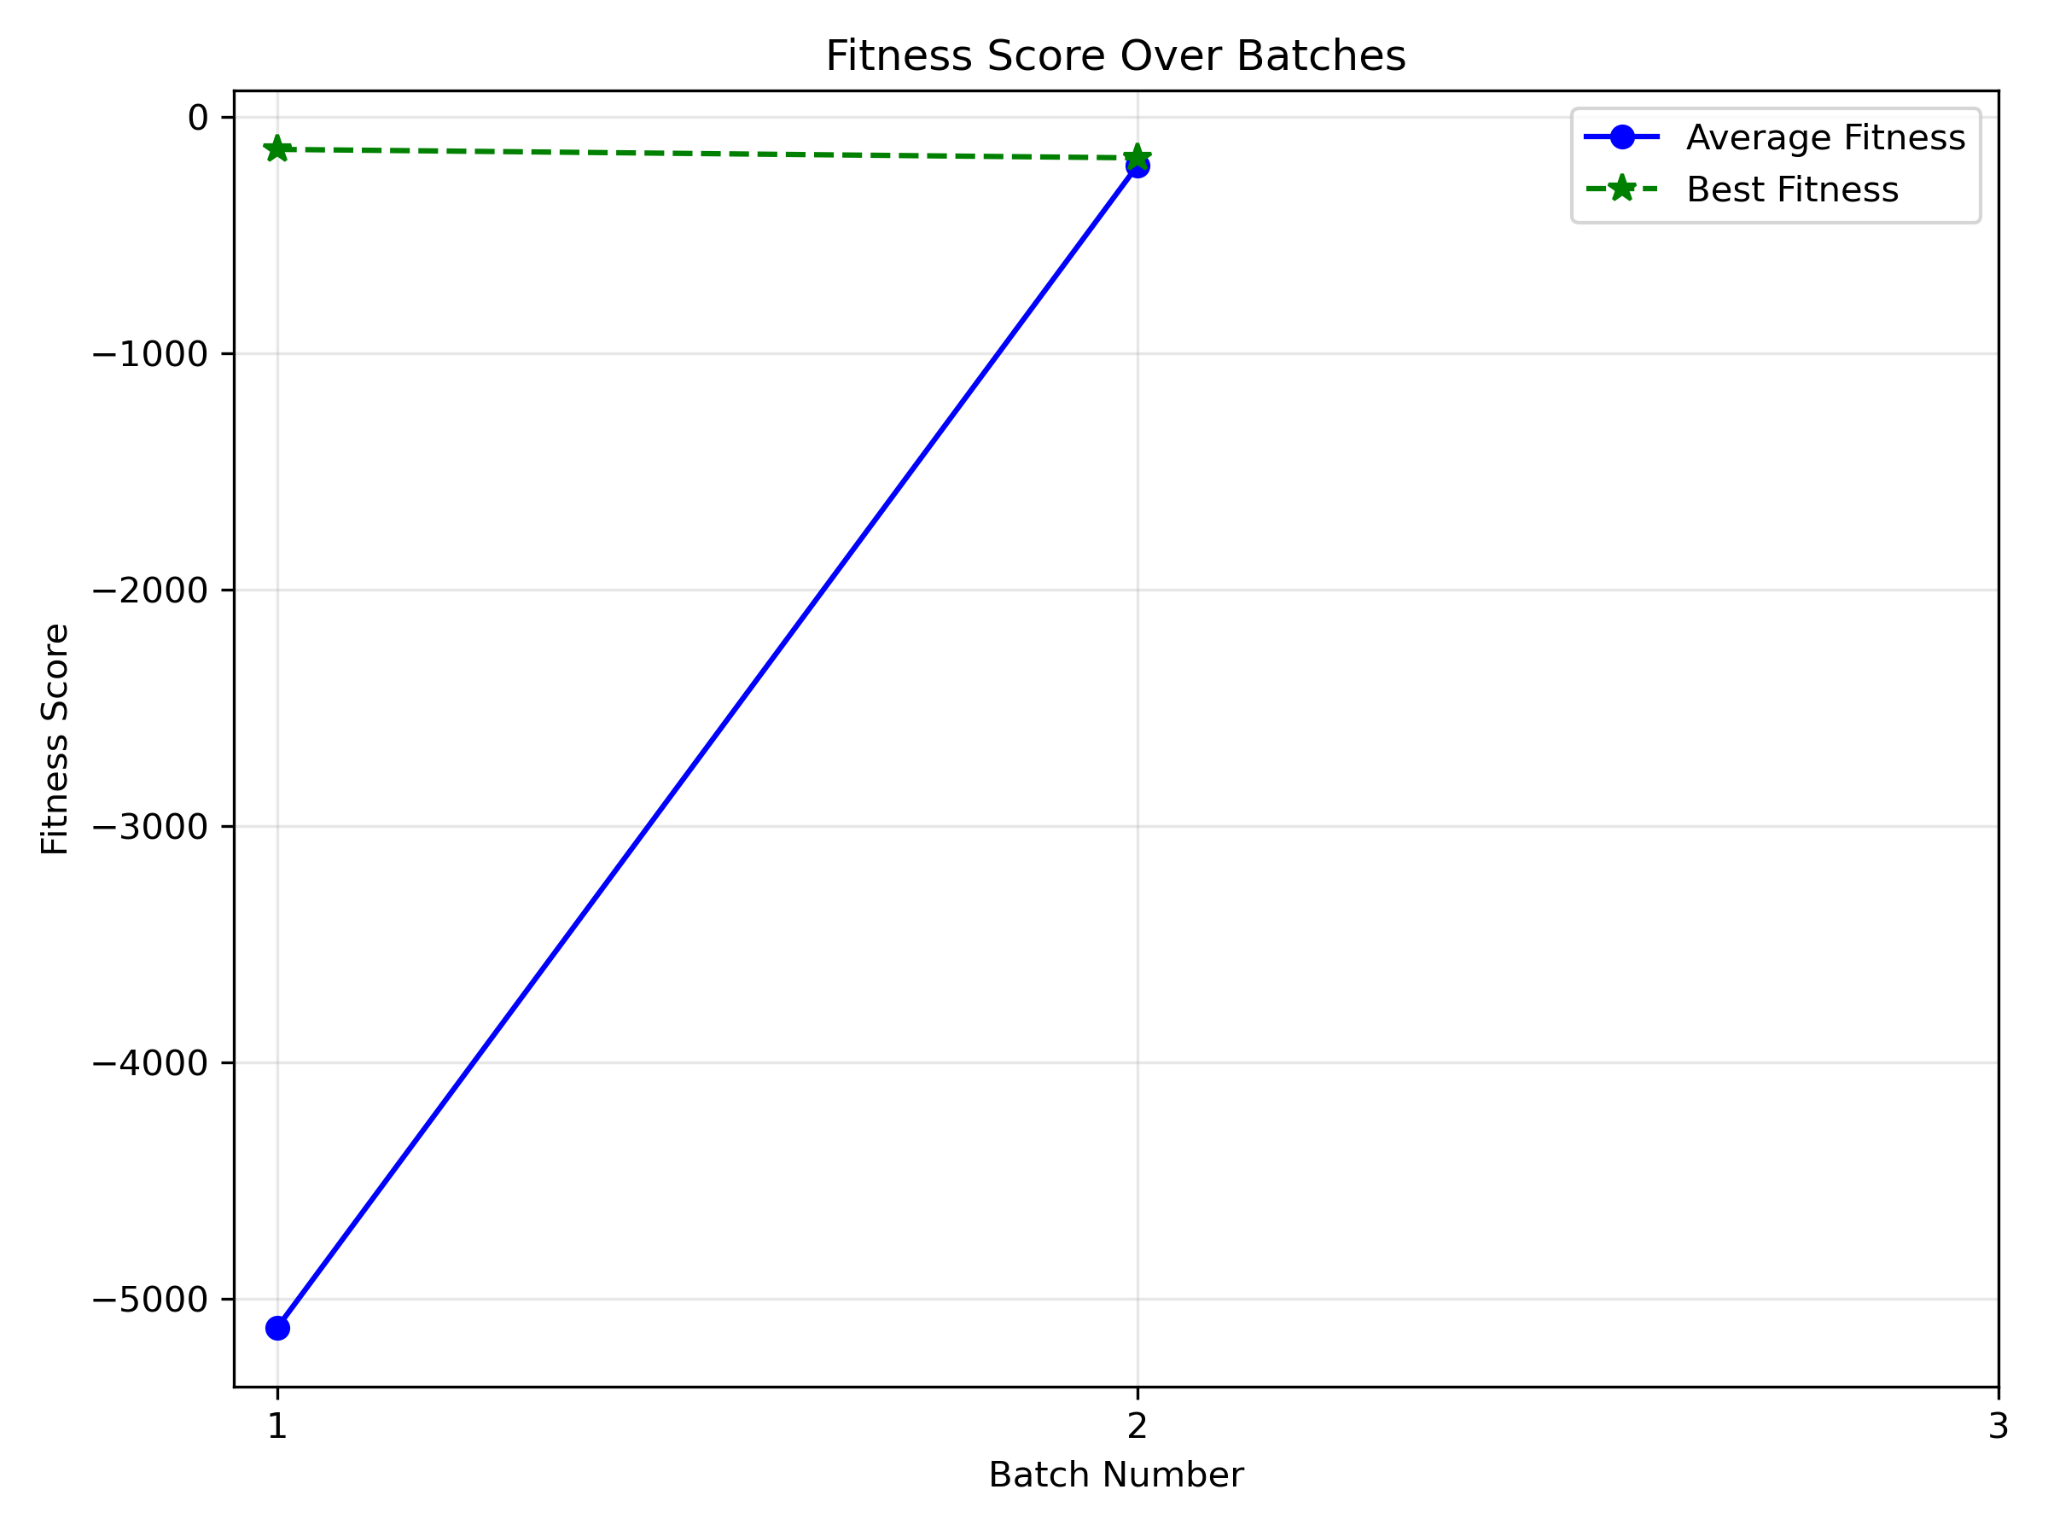 Fitness Score Over Batches
Average Fitness
Best Fitness
0
−1000
−2000
−3000
−4000
−5000
Fitness Score
1
2
3
Batch Number